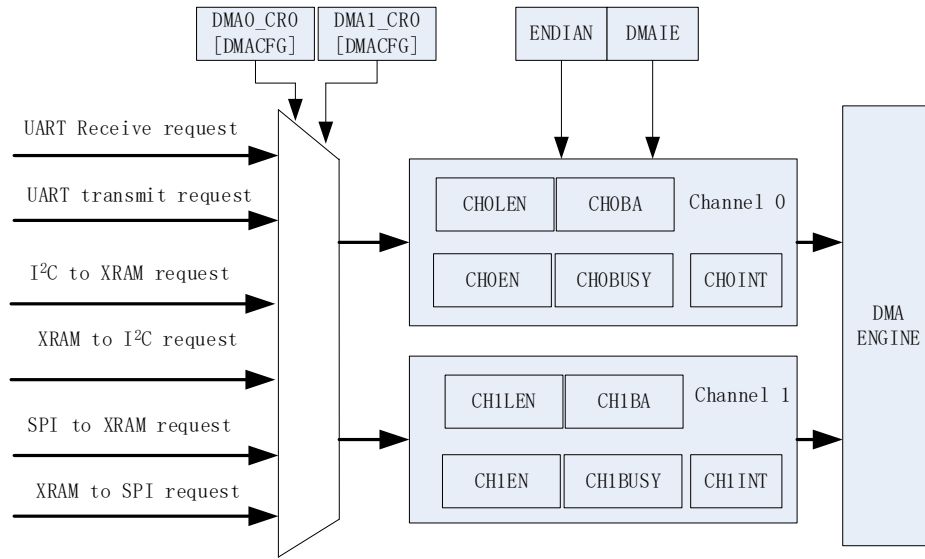 DMA0_CR0
[DMACFG]
DMA1_CR0
[DMACFG]
ENDIAN
DMAIE
UART Receive request
UART transmit request
I²C to XRAM request
XRAM to I²C request
SPI to XRAM request
XRAM to SPI request
CH0LEN
CH0BA
Channel 0
CH0EN
CH0BUSY
CH0INT
CH1LEN
CH1BA
Channel 1
CH1EN
CH1BUSY
CH1INT
DMA
ENGINE